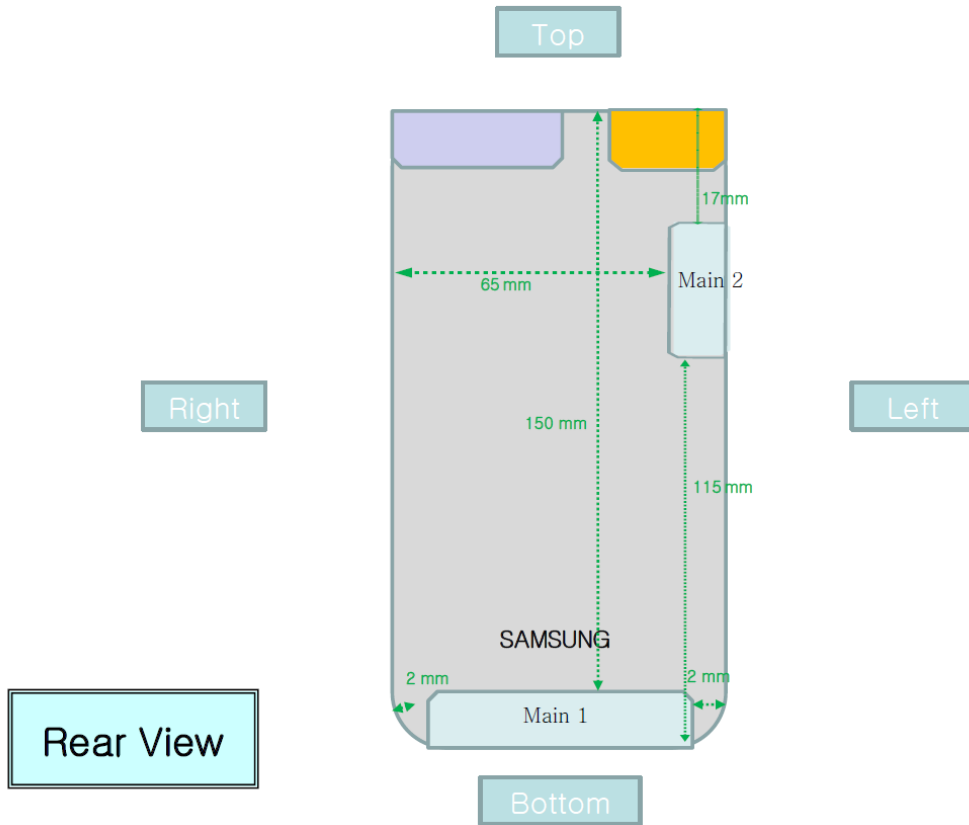 Top
17mm
Main 2
65 mm
Right
Left
150 mm
115 mm
SAMSUNG
2 mm
2 mm
Main 1
Rear View
Bottom